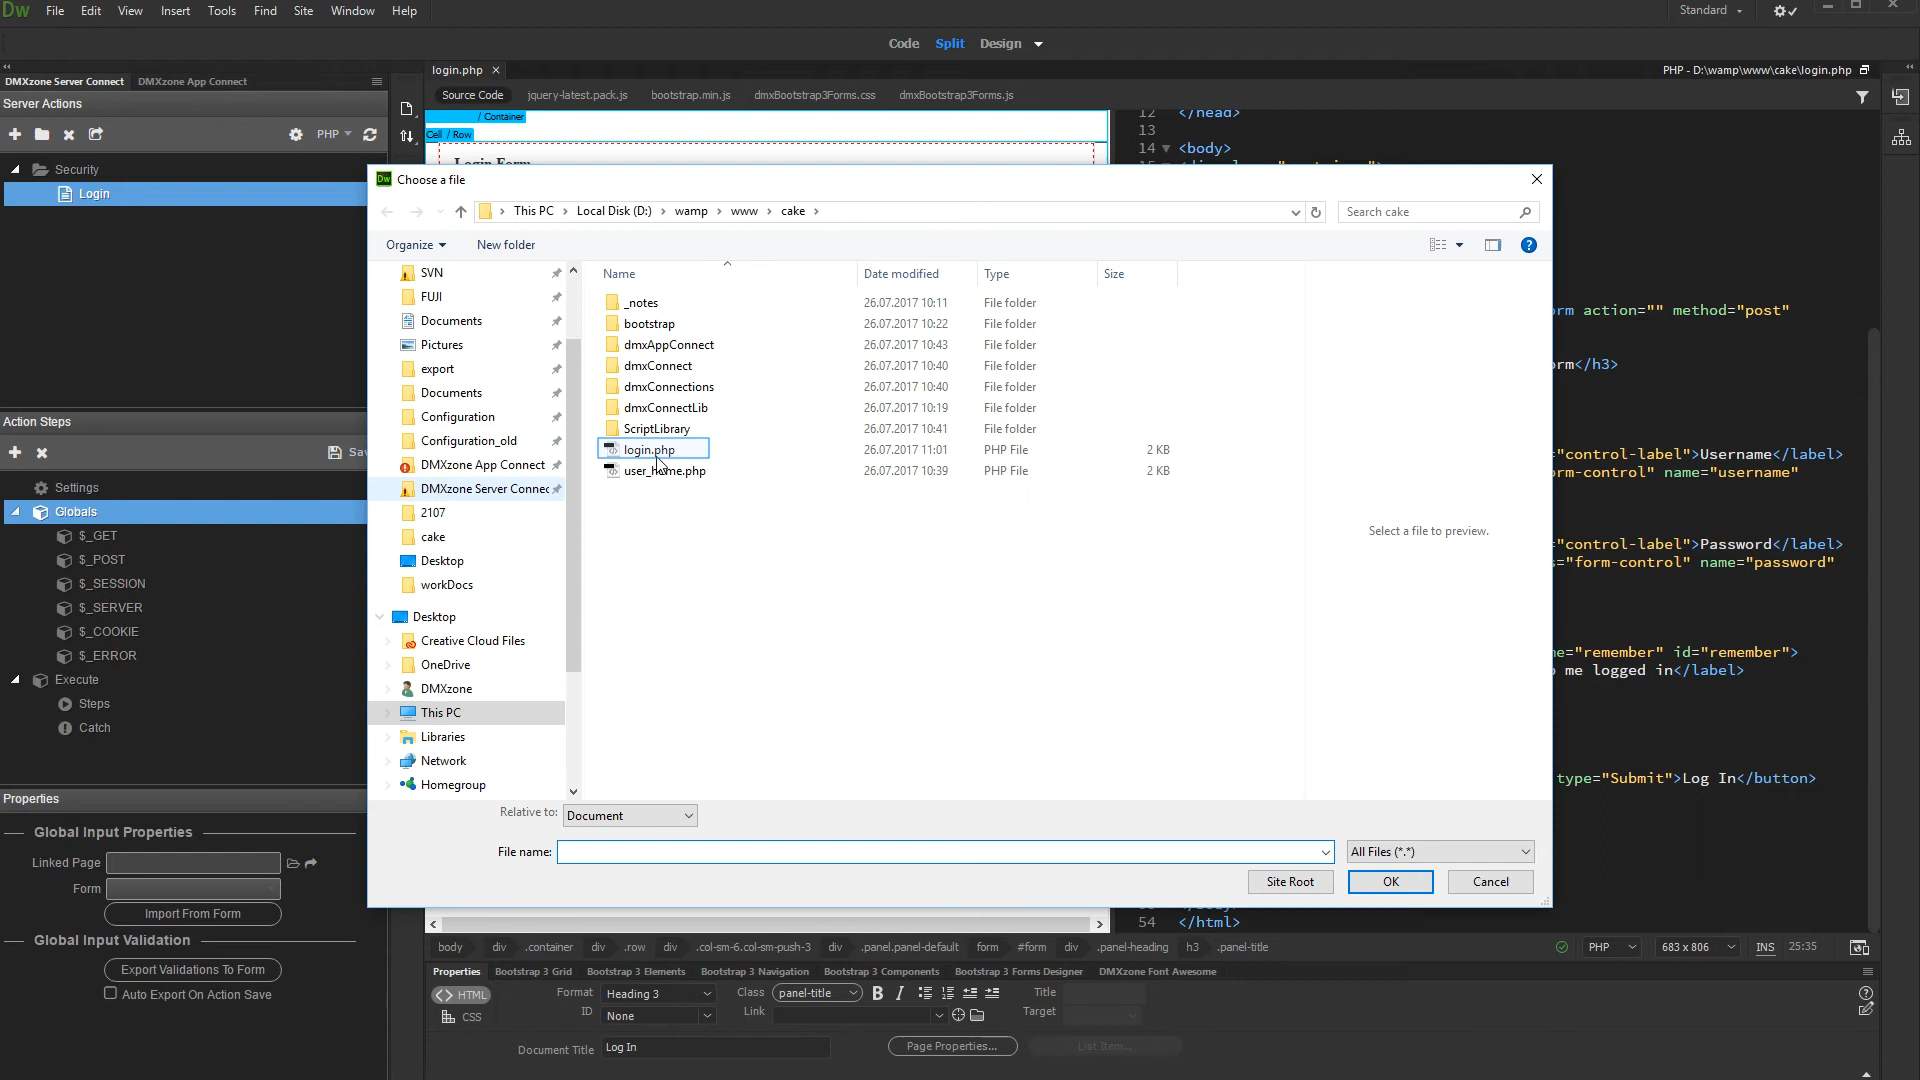 Dw File Edit View Insert Tools Find Site Window Help
Standard
Code Split Design
DMXzone Server Connect DMXzone App Connect
login.php
PHP - D:\wamp\www\cake\login.php
Server Actions
Source Code jquery-latest.pack.js bootstrap.min.js dmxBootstrap3Forms.css dmxBootstrap3Forms.js
PHP
/ Container
Cell / Row
12 </head>
13
14 <body>
Security
Login
Dw Choose a file
This PC Local Disk (D:) wamp www cake
Search cake
Organize New folder
Name Date modified Type Size
SVN
FUJI
Documents
Pictures
export
Documents
Configuration
Configuration_old
DMXzone App Connect
DMXzone Server Connec
2107
cake
Desktop
workDocs
Desktop
Creative Cloud Files
OneDrive
DMXzone
This PC
Libraries
Network
Homegroup
_notes 26.07.2017 10:11 File folder
bootstrap 26.07.2017 10:22 File folder
dmxAppConnect 26.07.2017 10:43 File folder
dmxConnect 26.07.2017 10:40 File folder
dmxConnections 26.07.2017 10:40 File folder
dmxConnectLib 26.07.2017 10:19 File folder
ScriptLibrary 26.07.2017 10:41 File folder
login.php 26.07.2017 11:01 PHP File 2 KB
user_home.php 26.07.2017 10:39 PHP File 2 KB
Select a file to preview.
Relative to: Document
File name:
All Files (*.*)
Site Root OK Cancel
rm action="" method="post"
rm</h3>
="control-label">Username</label>
rm-control" name="username"
="control-label">Password</label>
s="form-control" name="password"
me="remember" id="remember">
me logged in</label>
type="Submit">Log In</button>
54 </html>
Action Steps
Sav
Settings
Globals
$_GET
$_POST
$_SESSION
$_SERVER
$_COOKIE
$_ERROR
Execute
Steps
Catch
Properties
Global Input Properties
Linked Page
Form
Import From Form
Global Input Validation
Export Validations To Form
Auto Export On Action Save
body div .container div .row div .col-sm-6.col-sm-push-3 div .panel.panel-default form #form div .panel-heading h3 .panel-title
PHP 683 x 806 INS 25:35
Properties Bootstrap 3 Grid Bootstrap 3 Elements Bootstrap 3 Navigation Bootstrap 3 Components Bootstrap 3 Forms Designer DMXzone Font Awesome
<> HTML Format Heading 3 Class panel-title B I Title
CSS ID None Link Target
Document Title Log In Page Properties... List Item...